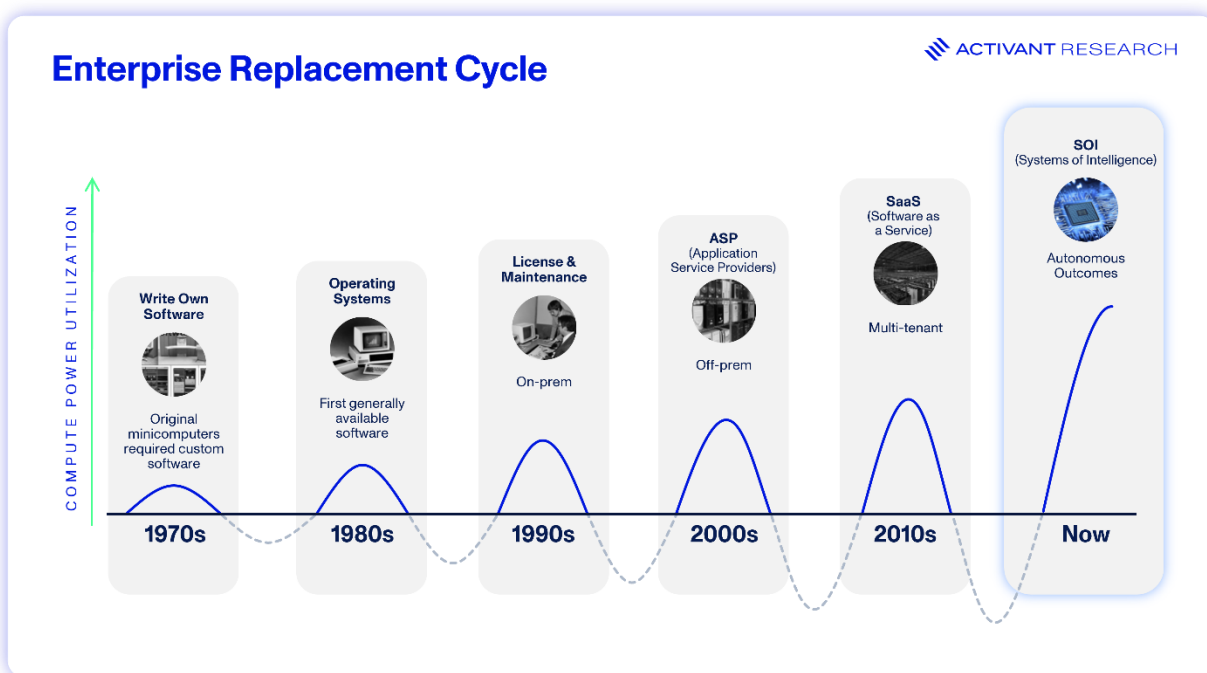 Enterprise Replacement Cycle
ACTIVANT RESEARCH
COMPUTE POWER UTILIZATION
Write Own
Software
Original
minicomputers
required custom
software
1970s
Operating
Systems
First generally
available
software
1980s
License &
Maintenance
On-prem
1990s
ASP
(Application
Service Providers)
Off-prem
2000s
SaaS
(Software as
a Service)
Multi-tenant
2010s
SOI
(Systems of Intelligence)
Autonomous
Outcomes
Now